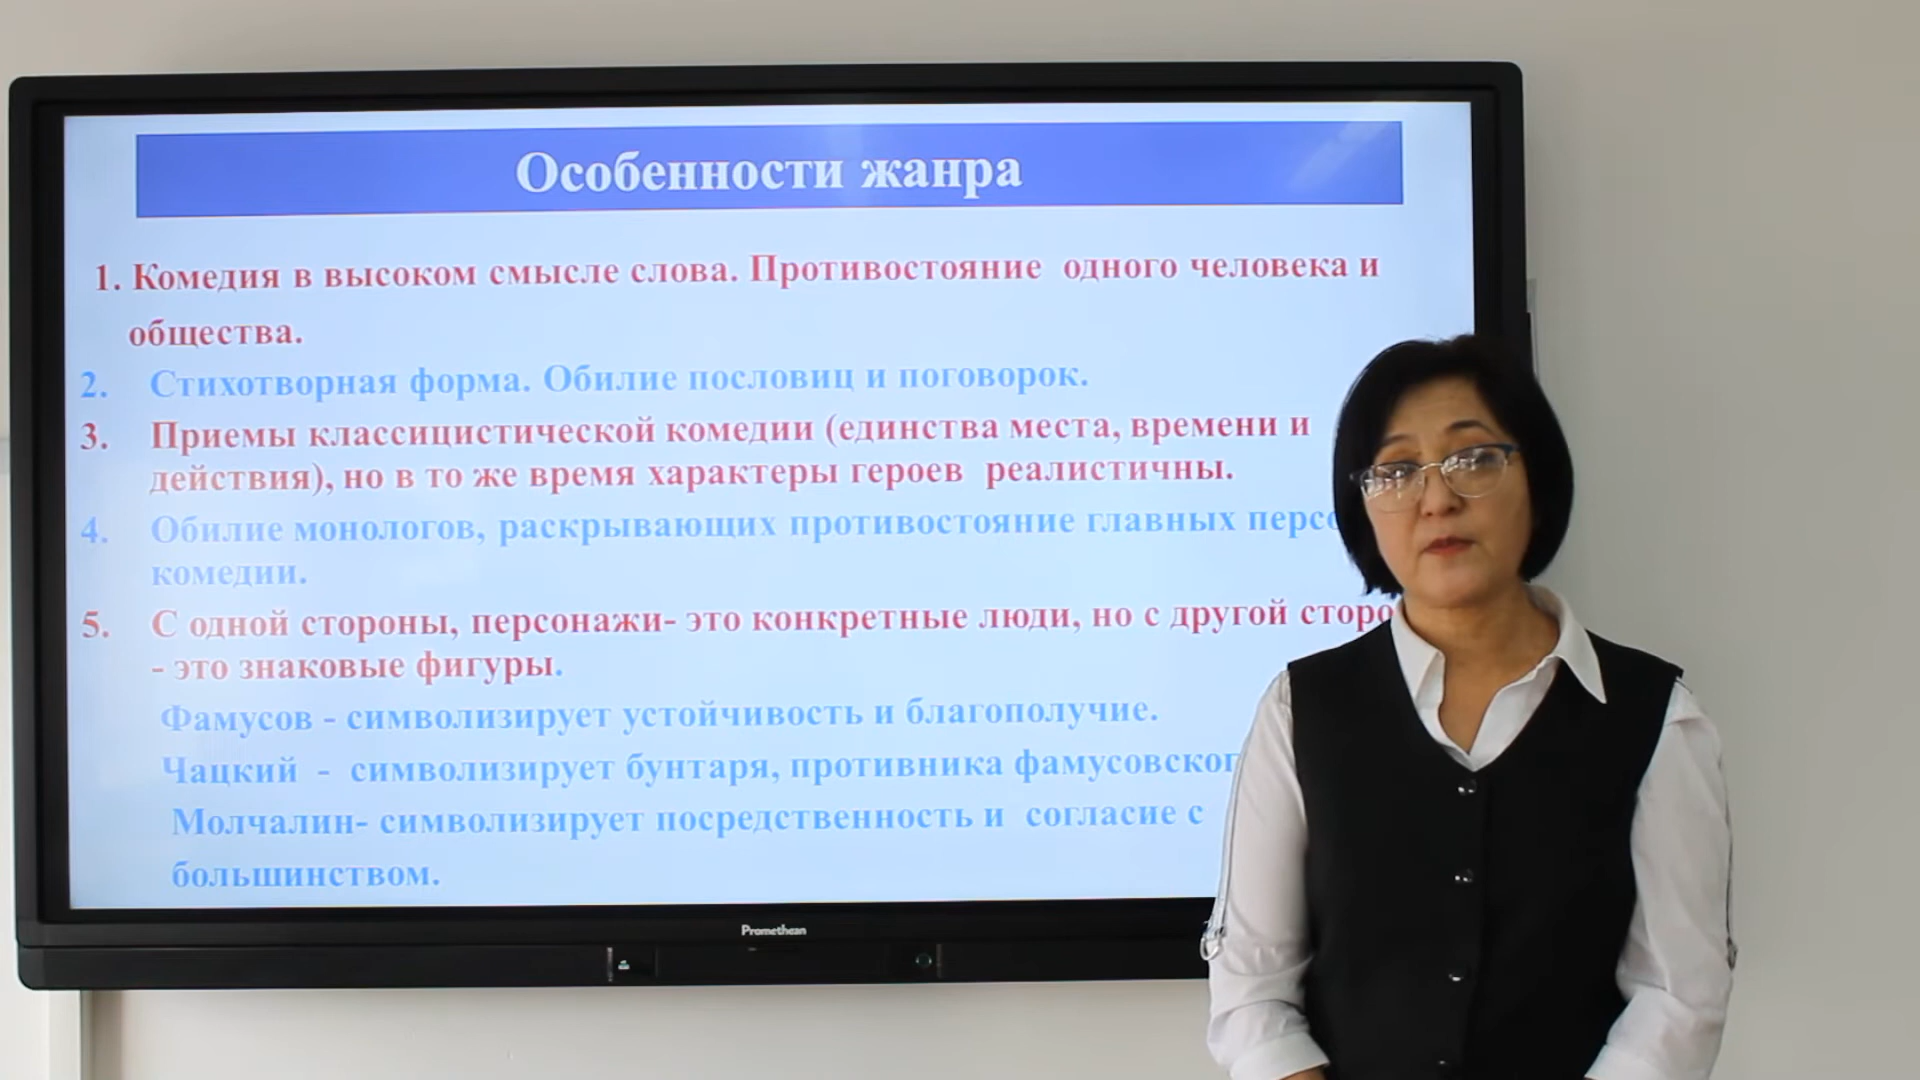 Особенности жанра
1. Комедия в высоком смысле слова. Противостояние одного человека и
общества.
2. Стихотворная форма. Обилие пословиц и поговорок.
3. Приемы классицистической комедии (единства места, времени и
действия), но в то же время характеры героев реалистичны.
4. Обилие монологов, раскрывающих противостояние главных
комедии.
5. С одной стороны, персонажи- это конкретные люди, но с другой
- это знаковые фигуры.
Фамусов - символизирует устойчивость и благополучие.
Чацкий - символизирует бунтаря, противника
Молчалин- символизирует посредственность и согласие с
большинством.
Promethean